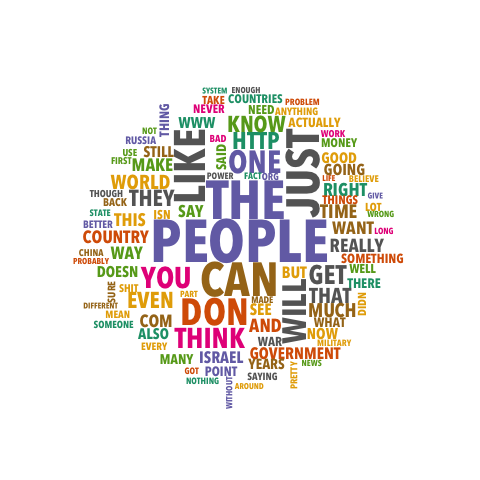 SYSTEM ENOUGH
TAKE COUNTRIES PROBLEM
THING NEVER NEED ANYTHING
WWW KNOW ACTUALLY
NOT LIKE BAD HTTP JUST WORK
RUSSIA SAID MONEY
USE STILL ONE GOOD
FIRST MAKE GOING
POWER FACT ORG LIFE BELIEVE
WORLD THE RIGHT
THOUGH THEY THINGS GIVE
BACK
STATE THIS ISN SAY TIME LOT WRONG
BETTER PEOPLE WANT LONG
COUNTRY REALLY
CHINA WAY SOMETHING
PROBABLY
DOESN YOU CAN BUT GET WELL
SURE SHIT WILL THERE
EVEN PART MADE THAT DIDN
DIFFERENT DON SEE MUCH
MEAN COM AND WHAT
SOMEONE
ALSO THINK WAR NOW
EVERY MILITARY
MANY ISRAEL GOVERNMENT
GOT POINT YEARS NEWS
NOTHING SAYING PRETTY
WITHOUT AROUND